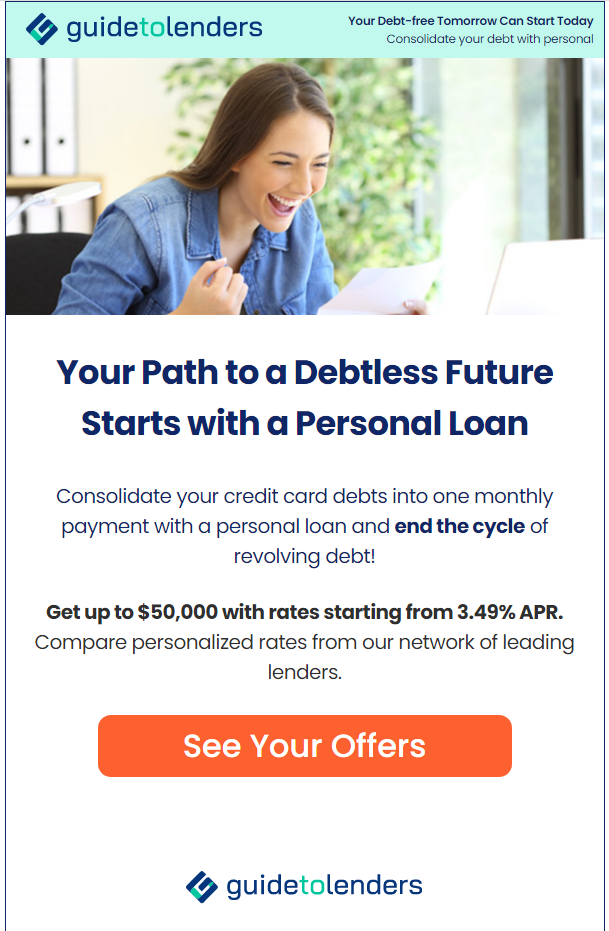 guidetolenders
Your Debt-free Tomorrow Can Start Today
Consolidate your debt with personal
Your Path to a Debtless Future
Starts with a Personal Loan
Consolidate your credit card debts into one monthly
payment with a personal loan and end the cycle of
revolving debt!
Get up to $50,000 with rates starting from 3.49% APR.
Compare personalized rates from our network of leading
lenders.
See Your Offers
guidetolenders